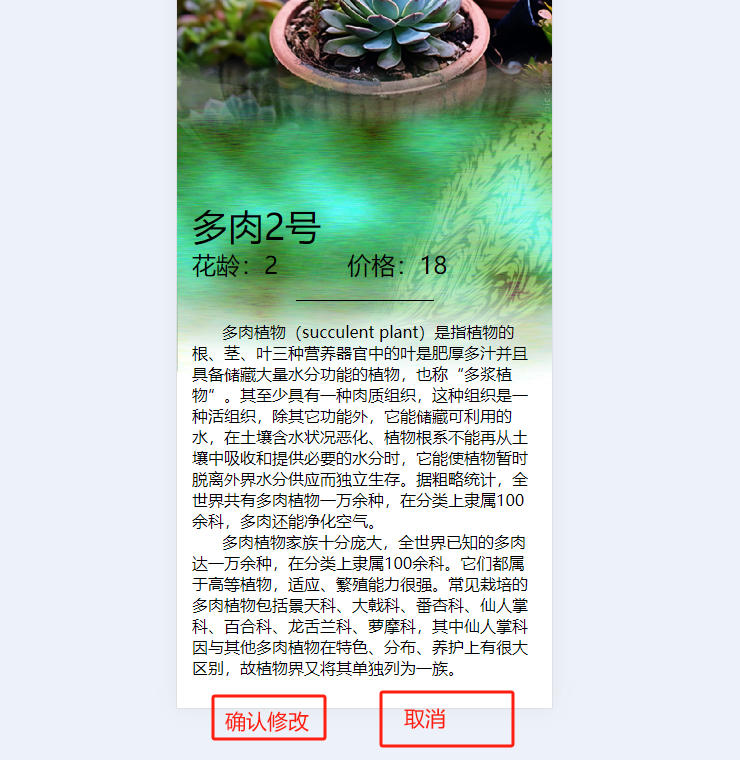 多肉2号
花龄：2 价格：18
多肉植物（succulent plant）是指植物的
根、茎、叶三种营养器官中的叶是肥厚多汁并且
具备储藏大量水分功能的植物，也称“多浆植
物”。其至少具有一种肉质组织，这种组织是一
种活组织，除其它功能外，它能储藏可利用的
水，在土壤含水状况恶化、植物根系不能再从土
壤中吸收和提供必要的水分时，它能使植物暂时
脱离外界水分供应而独立生存。据粗略统计，全
世界共有多肉植物一万余种，在分类上隶属100
余科，多肉还能净化空气。
多肉植物家族十分庞大，全世界已知的多肉
达一万余种，在分类上隶属100余科。它们都属
于高等植物，适应、繁殖能力很强。常见栽培的
多肉植物包括景天科、大戟科、番杏科、仙人掌
科、百合科、龙舌兰科、萝摩科，其中仙人掌科
因与其他多肉植物在特色、分布、养护上有很大
区别，故植物界又将其单独列为一族。
确认修改 取消